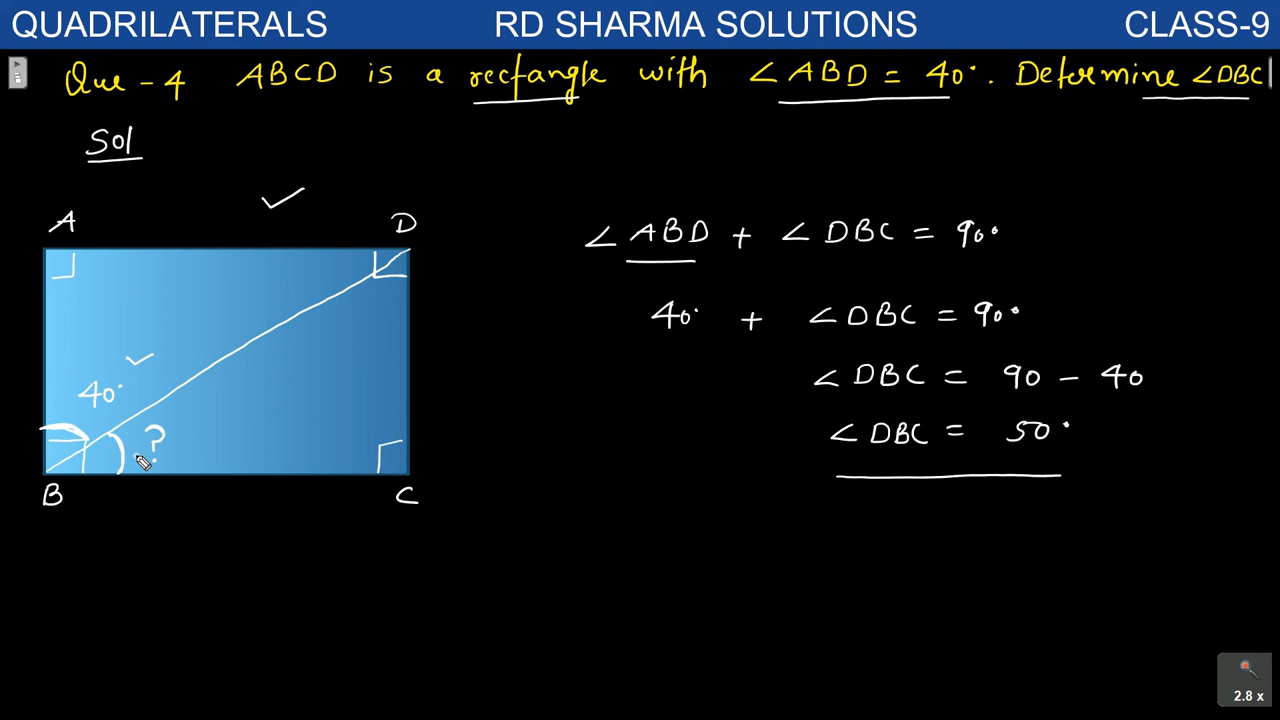 QUADRILATERALS RD SHARMA SOLUTIONS CLASS-9
Que - 4 ABCD is a rectangle with ∠ABD = 40°. Determine ∠DBC
Sol
A D
∠ABD + ∠DBC = 90°
40° + ∠DBC = 90°
∠DBC = 90 - 40
40°
∠DBC = 50°
?
B C
2.8 x